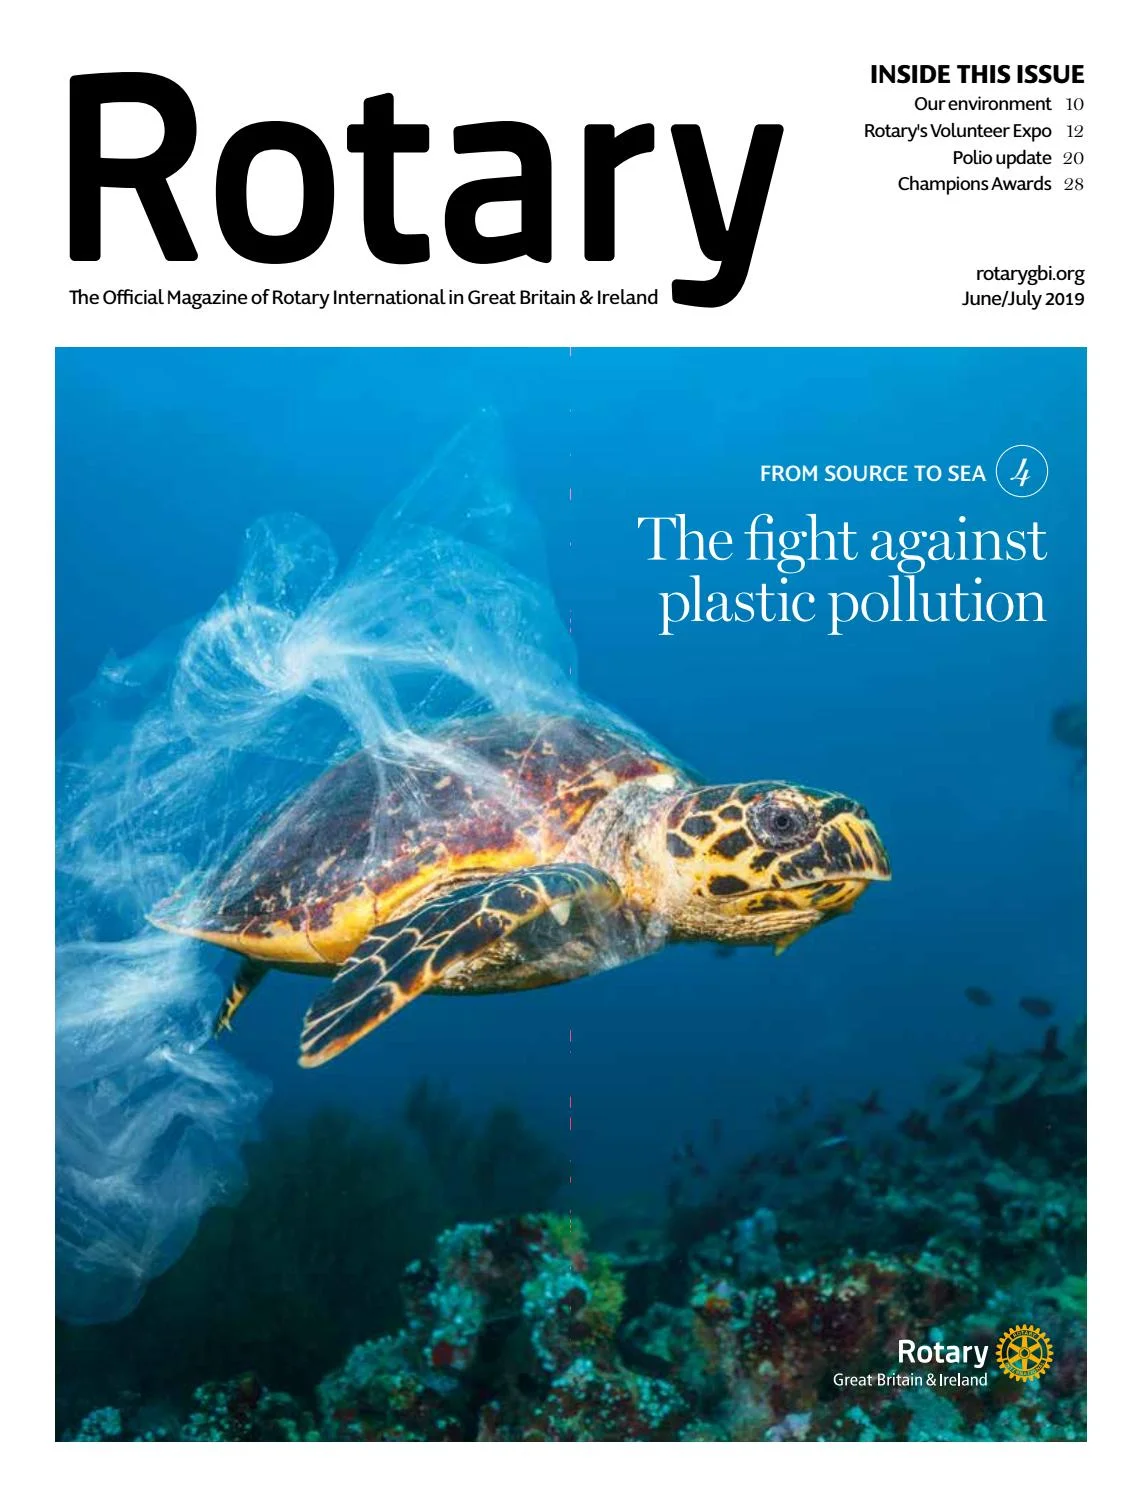 Rotary
The Official Magazine of Rotary International in Great Britain & Ireland
INSIDE THIS ISSUE
Our environment 10
Rotary's Volunteer Expo 12
Polio update 20
Champions Awards 28
rotarygbi.org
June/July 2019
FROM SOURCE TO SEA 4
The fight against
plastic pollution
Rotary
Great Britain & Ireland